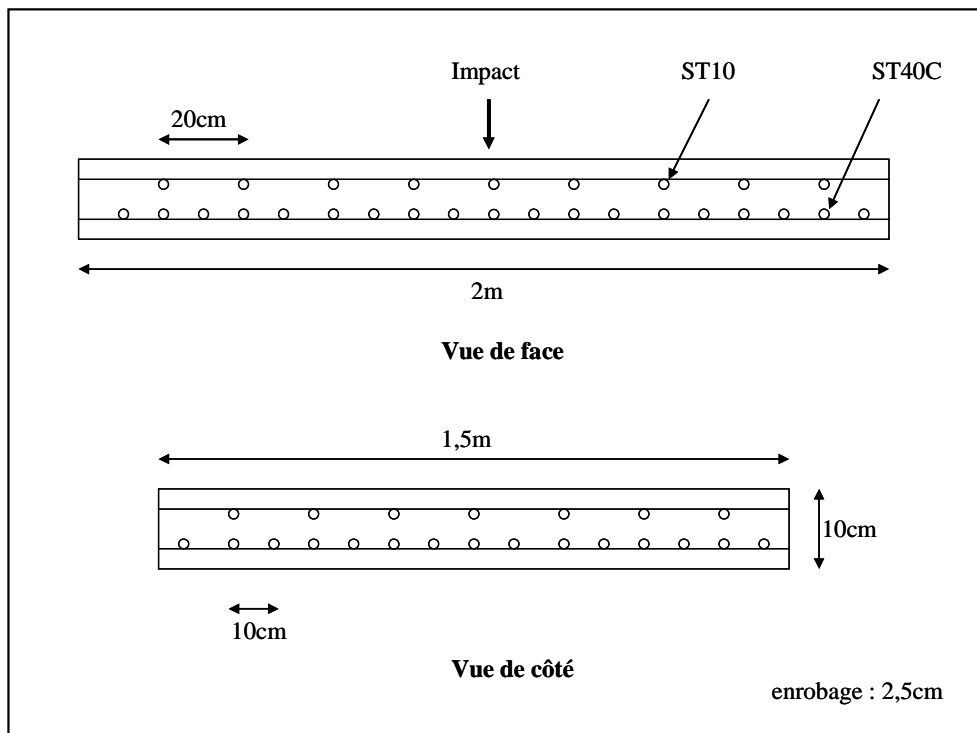 Impact
ST10
ST40C
20cm
2m
Vue de face
1,5m
10cm
10cm
Vue de côté
enrobage : 2,5cm